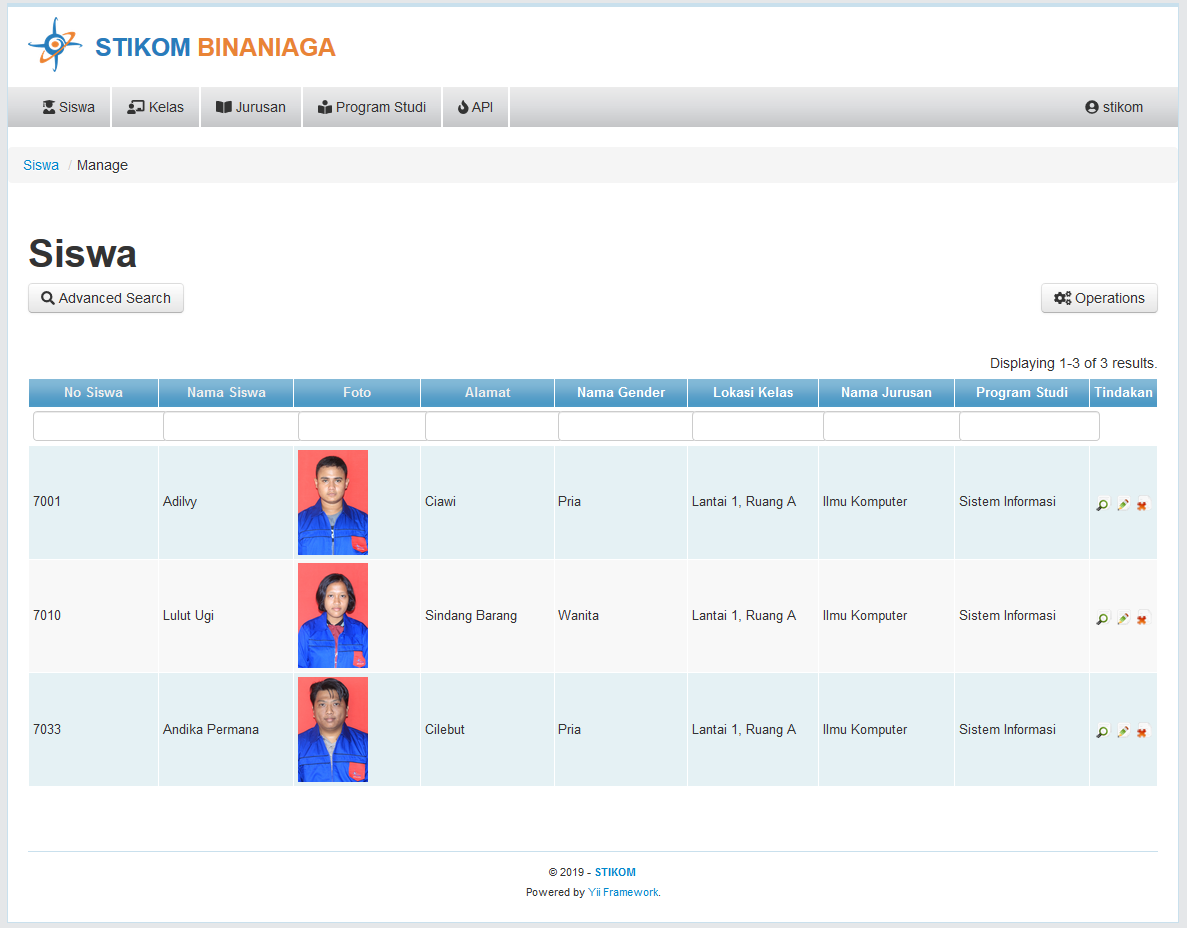 STIKOM BINANIAGA
Siswa Kelas Jurusan Program Studi API stikom
Siswa / Manage
Siswa
Advanced Search Operations
Displaying 1-3 of 3 results.
No Siswa Nama Siswa Foto Alamat Nama Gender Lokasi Kelas Nama Jurusan Program Studi Tindakan
7001 Adilvy Ciawi Pria Lantai 1, Ruang A Ilmu Komputer Sistem Informasi
7010 Lulut Ugi Sindang Barang Wanita Lantai 1, Ruang A Ilmu Komputer Sistem Informasi
7033 Andika Permana Cilebut Pria Lantai 1, Ruang A Ilmu Komputer Sistem Informasi
© 2019 - STIKOM
Powered by Yii Framework.